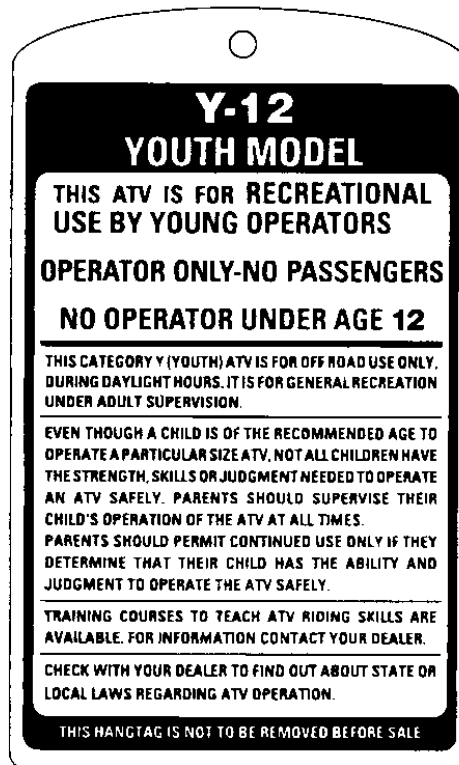 Y-12
YOUTH MODEL
THIS ATV IS FOR RECREATIONAL
USE BY YOUNG OPERATORS
OPERATOR ONLY-NO PASSENGERS
NO OPERATOR UNDER AGE 12
THIS CATEGORY Y (YOUTH) ATV IS FOR OFF ROAD USE ONLY,
DURING DAYLIGHT HOURS. IT IS FOR GENERAL RECREATION
UNDER ADULT SUPERVISION.
EVEN THOUGH A CHILD IS OF THE RECOMMENDED AGE TO
OPERATE A PARTICULAR SIZE ATV, NOT ALL CHILDREN HAVE
THE STRENGTH, SKILLS OR JUDGMENT NEEDED TO OPERATE
AN ATV SAFELY. PARENTS SHOULD SUPERVISE THEIR
CHILD'S OPERATION OF THE ATV AT ALL TIMES.
PARENTS SHOULD PERMIT CONTINUED USE ONLY IF THEY
DETERMINE THAT THEIR CHILD HAS THE ABILITY AND
JUDGMENT TO OPERATE THE ATV SAFELY.
TRAINING COURSES TO TEACH ATV RIDING SKILLS ARE
AVAILABLE. FOR INFORMATION CONTACT YOUR DEALER.
CHECK WITH YOUR DEALER TO FIND OUT ABOUT STATE OR
LOCAL LAWS REGARDING ATV OPERATION.
THIS HANGTAG IS NOT TO BE REMOVED BEFORE SALE